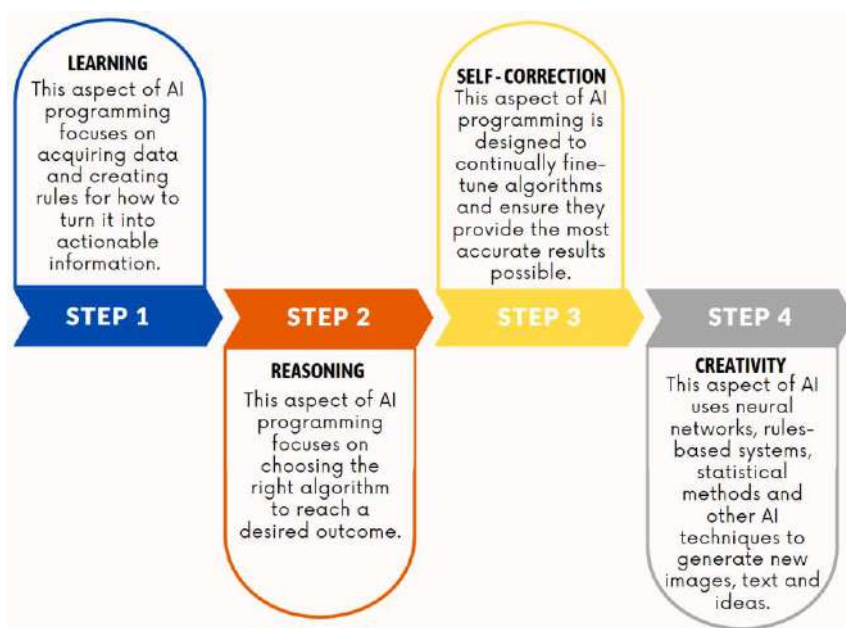 LEARNING
This aspect of AI
programming
focuses on
acquiring data
and creating
rules for how to
turn it into
actionable
information.
STEP 1
STEP 2
REASONING
This aspect of AI
programming
focuses on
choosing the
right algorithm
to reach a
desired outcome.
SELF-CORRECTION
This aspect of AI
programming is
designed to
continually fine-
tune algorithms
and ensure they
provide the most
accurate results
possible.
STEP 3
STEP 4
CREATIVITY
This aspect of AI
uses neural
networks, rules-
based systems,
statistical
methods and
other AI
techniques to
generate new
images, text and
ideas.